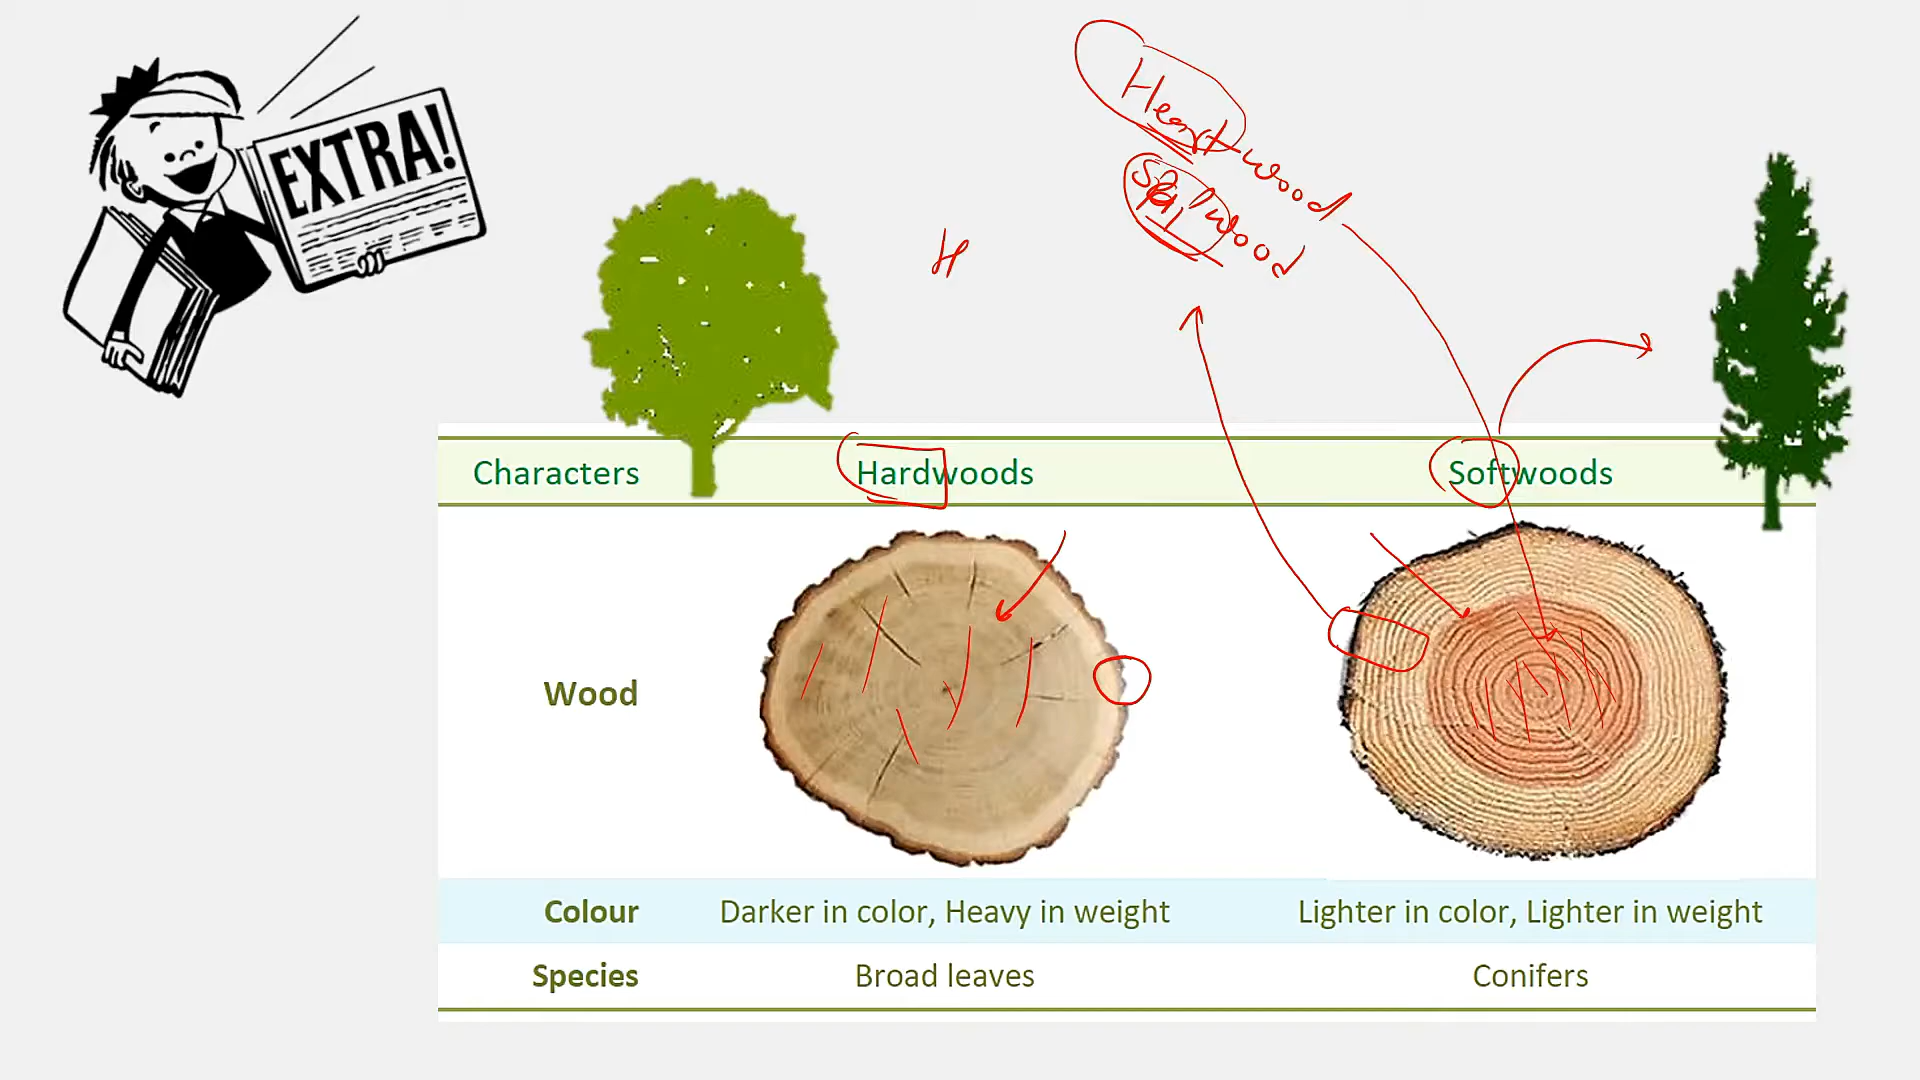 EXTRA!
Heartwood
H
Characters Hardwoods Softwoods
Wood
Colour Darker in color, Heavy in weight Lighter in color, Lighter in weight
Species Broad leaves Conifers